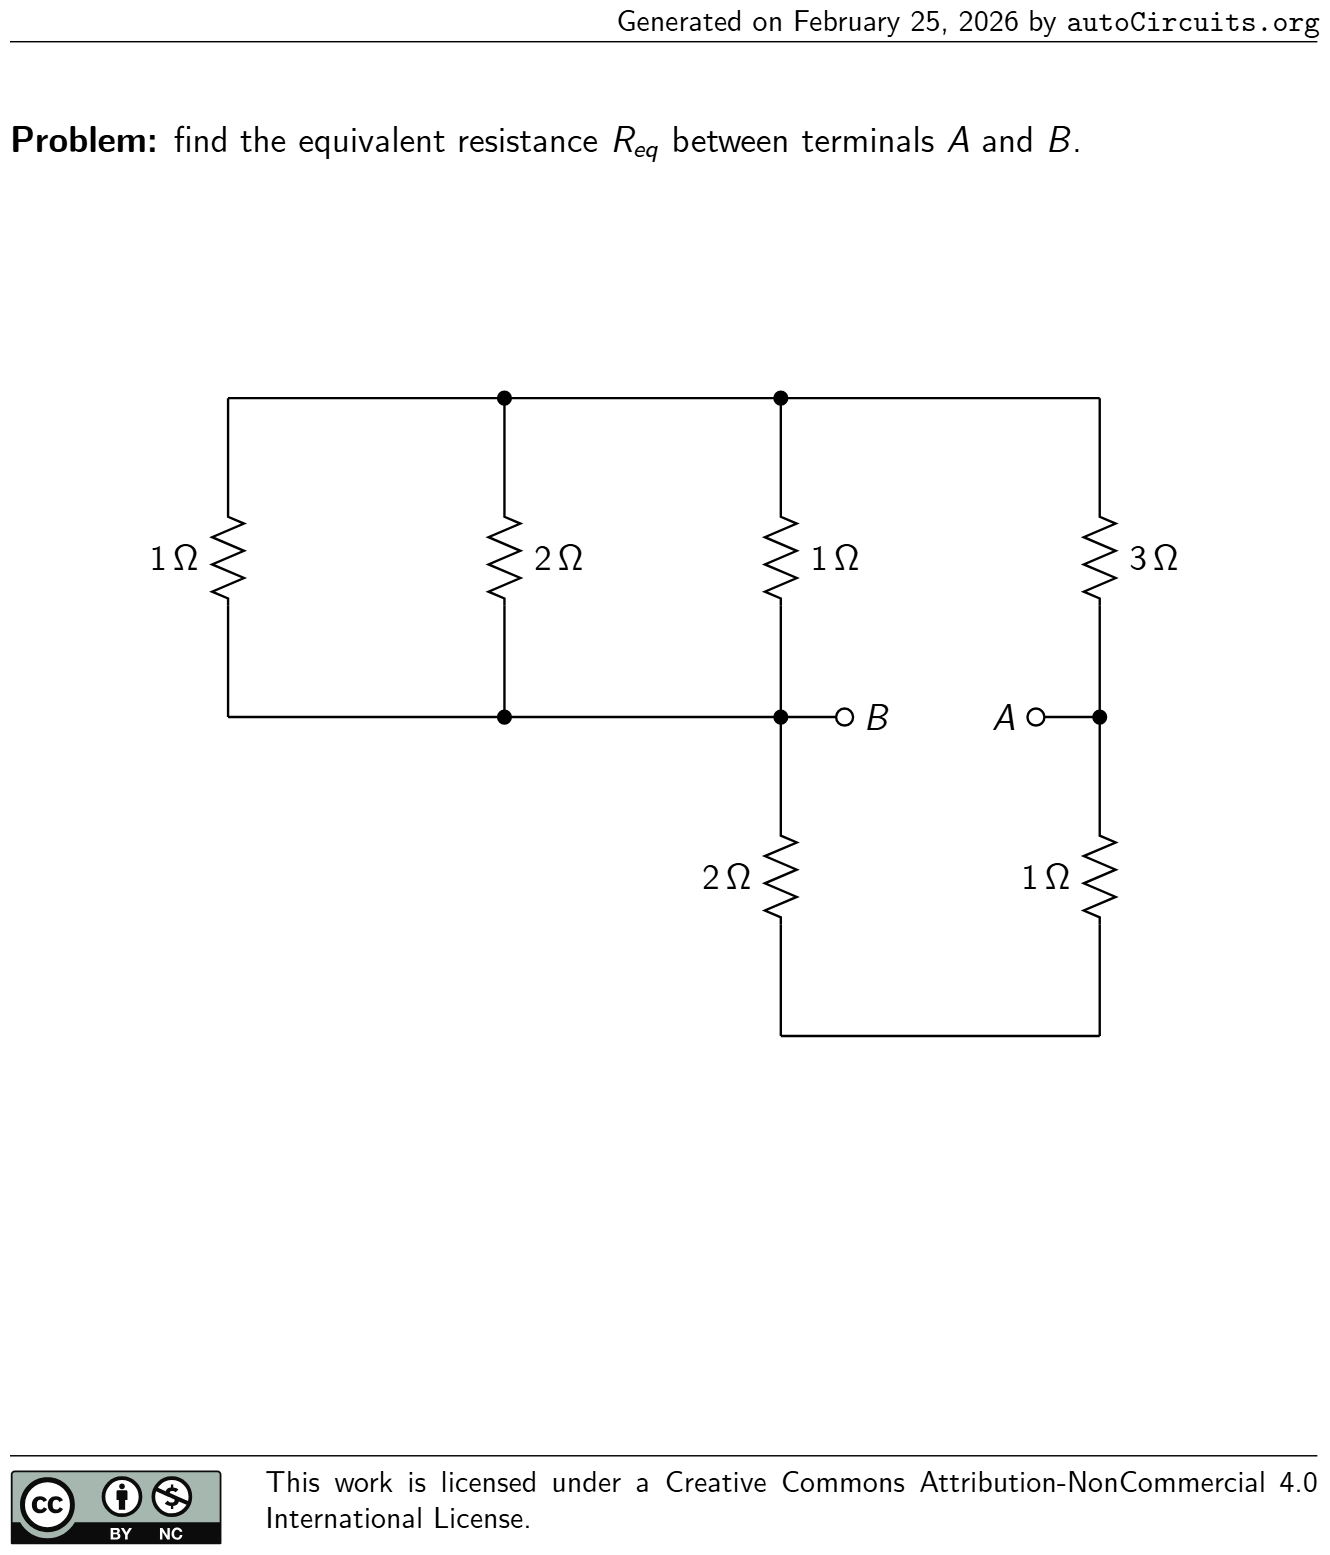 Generated on February 25, 2026 by autoCircuits.org
Problem: find the equivalent resistance Req between terminals A and B.
1 Ω
2 Ω
1 Ω
3 Ω
B
A
2 Ω
1 Ω
This work is licensed under a Creative Commons Attribution-NonCommercial 4.0
International License.
cc
BY NC